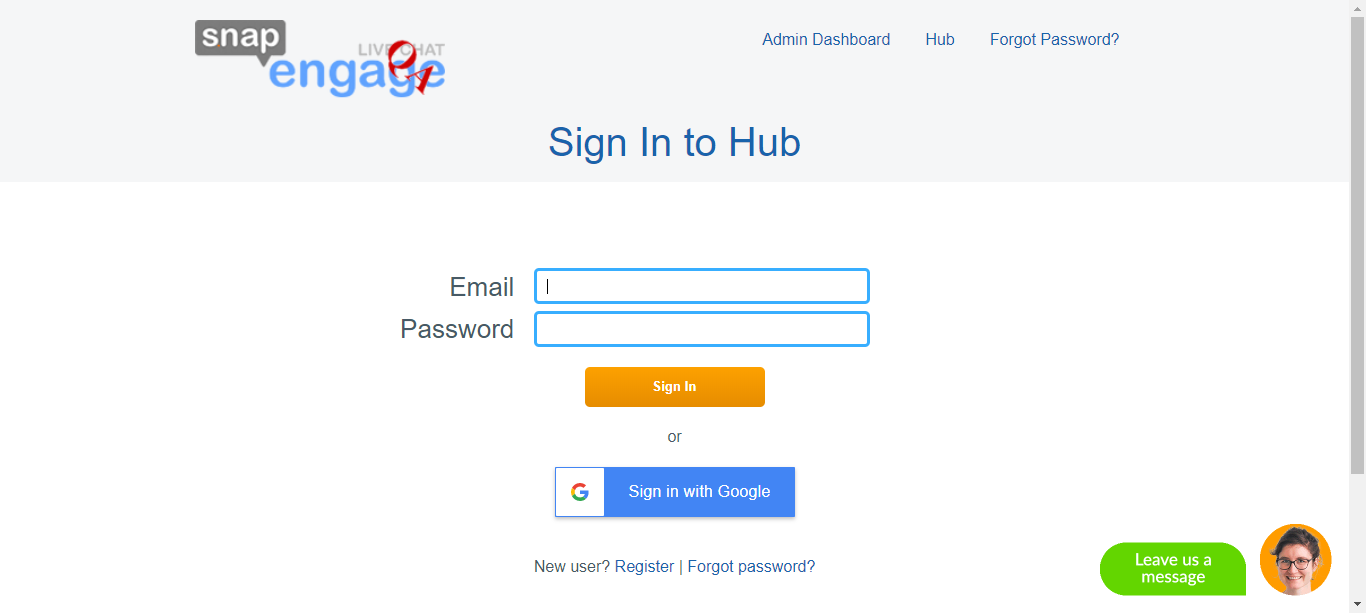 snap
LIVE CHAT
engage
Admin Dashboard
Hub
Forgot Password?
Sign In to Hub
Email
Password
Sign In
or
Sign in with Google
New user? Register | Forgot password?
Leave us a
message